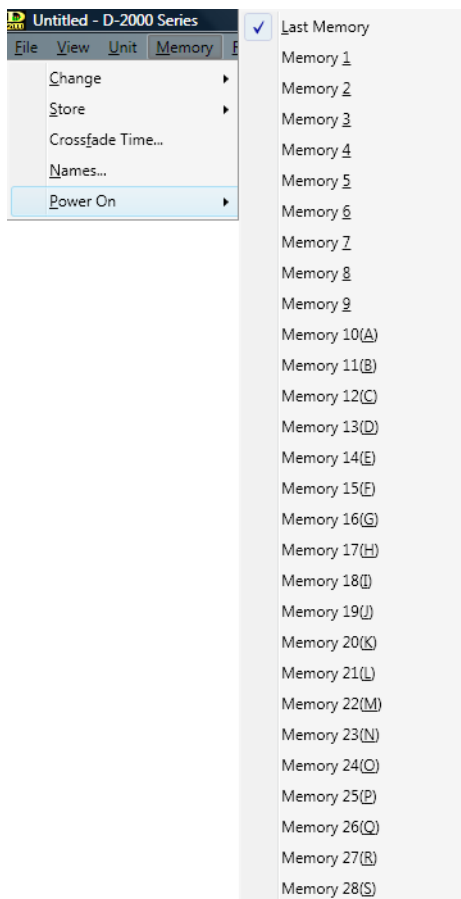 Untitled - D-2000 Series
File View Unit Memory
Change
Store
Crossfade Time...
Names...
Power On
Last Memory
Memory 1
Memory 2
Memory 3
Memory 4
Memory 5
Memory 6
Memory 7
Memory 8
Memory 9
Memory 10(A)
Memory 11(B)
Memory 12(C)
Memory 13(D)
Memory 14(E)
Memory 15(F)
Memory 16(G)
Memory 17(H)
Memory 18(I)
Memory 19(J)
Memory 20(K)
Memory 21(L)
Memory 22(M)
Memory 23(N)
Memory 24(O)
Memory 25(P)
Memory 26(Q)
Memory 27(R)
Memory 28(S)